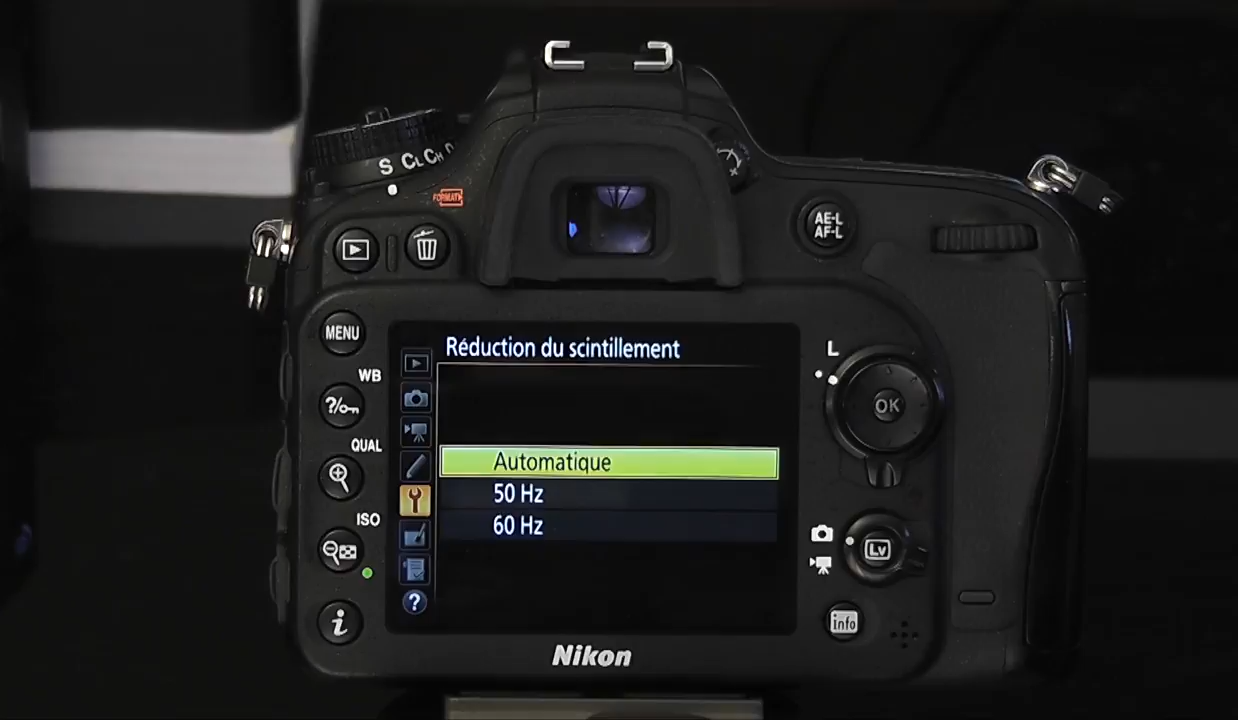 S CL CH
FORMAT
AE-L
AF-L
MENU
Réduction du scintillement
L
WB
?
OK
QUAL
Automatique
50 Hz
ISO
60 Hz
Lv
?
i
info
Nikon